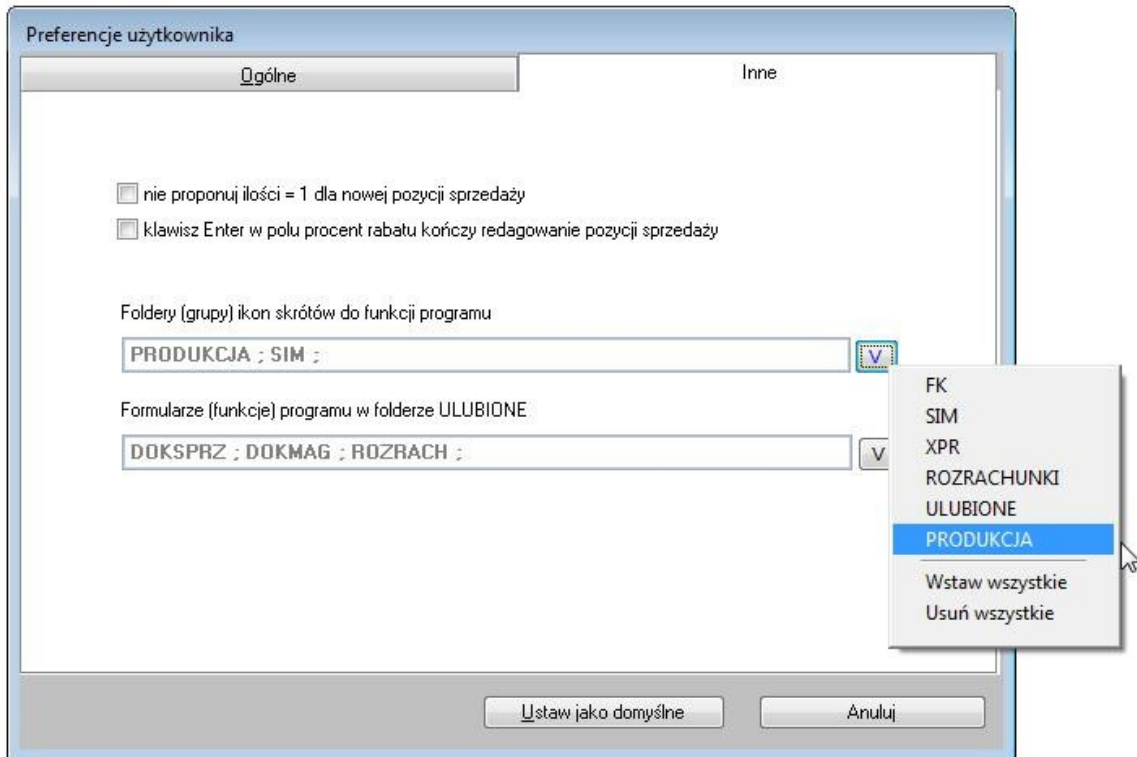 Preferencje użytkownika
Ogólne
Inne
nie proponuj ilości = 1 dla nowej pozycji sprzedaży
klawisz Enter w polu procent rabatu kończy redagowanie pozycji sprzedaży
Foldery (grupy) ikon skrótów do funkcji programu
PRODUKCJA ; SIM ;
V
Formularze (funkcje) programu w folderze ULUBIONE
DOKSPRZ ; DOKMAG ; ROZRACH ;
V
FK
SIM
XPR
ROZRACHUNKI
ULUBIONE
PRODUKCJA
Wstaw wszystkie
Usuń wszystkie
Ustaw jako domyślne
Anuluj